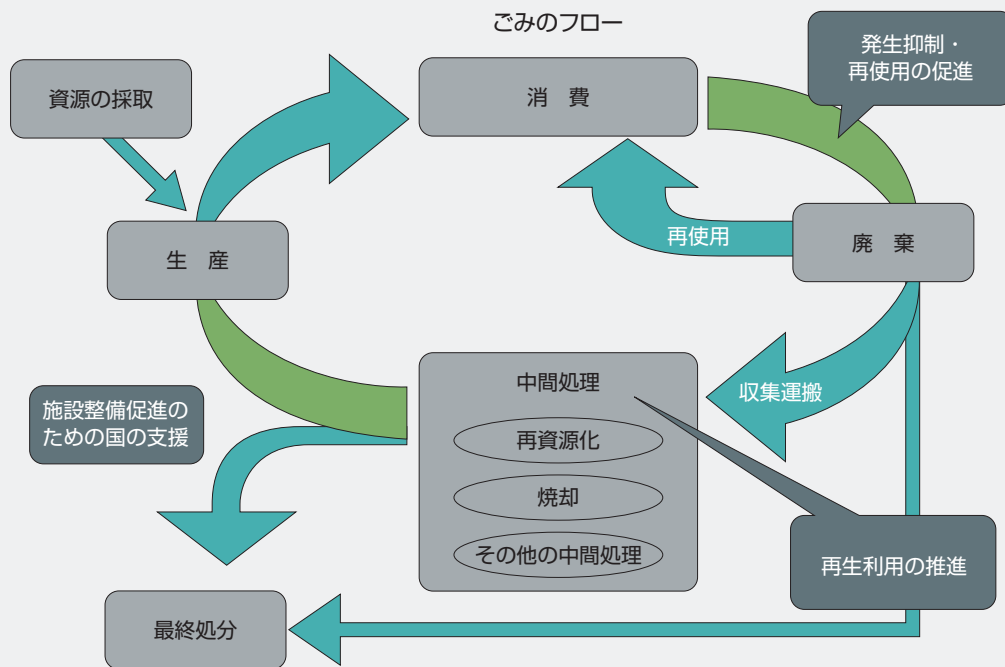 ごみのフロー
発生抑制・
再使用の促進
資源の採取
消　費
再使用
廃　棄
生　産
中間処理
収集運搬
施設整備促進の
ための国の支援
再資源化
焼却
その他の中間処理
再生利用の推進
最終処分